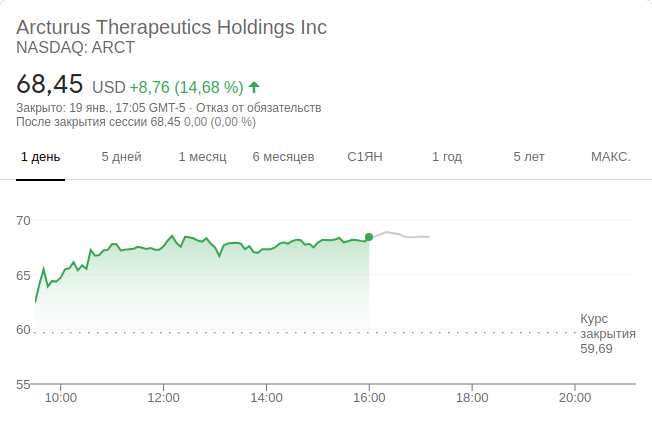 Arcturus Therapeutics Holdings Inc
NASDAQ: ARCT
68,45 USD +8,76 (14,68 %)
Закрыто: 19 янв., 17:05 GMT-5 · Отказ от обязательств
После закрытия сессии 68,45 0,00 (0,00 %)
1 день 5 дней 1 месяц 6 месяцев С1ЯН 1 год 5 лет МАКС.
70
65
60
55
Курс
закрытия
59,69
10:00 12:00 14:00 16:00 18:00 20:00